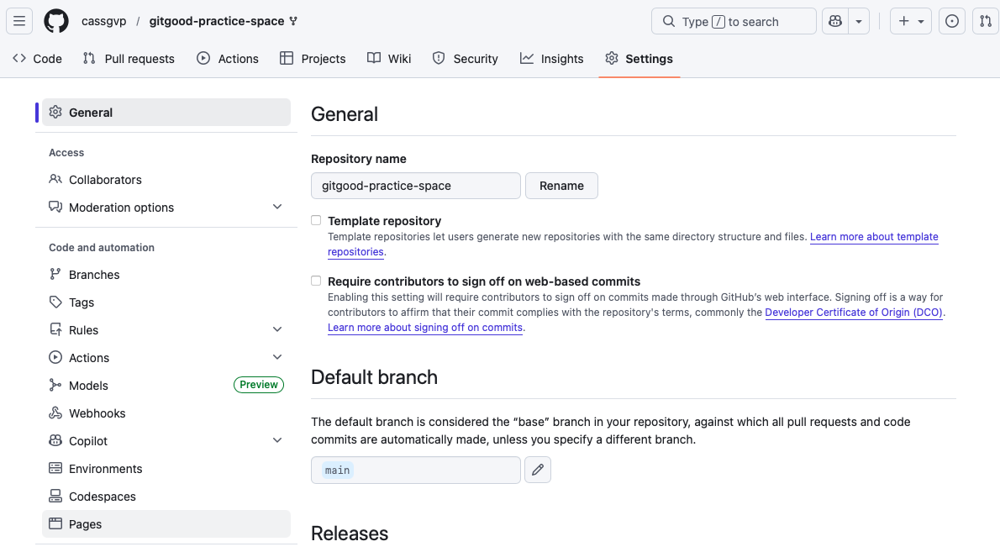 cassgvp / gitgood-practice-space
Type / to search
Code Pull requests Actions Projects Wiki Security Insights Settings
General
Access
Collaborators
Moderation options
Code and automation
Branches
Tags
Rules
Actions
Models Preview
Webhooks
Copilot
Environments
Codespaces
Pages
General
Repository name
gitgood-practice-space Rename
Template repository
Template repositories let users generate new repositories with the same directory structure and files. Learn more about template
repositories.
Require contributors to sign off on web-based commits
Enabling this setting will require contributors to sign off on commits made through GitHub’s web interface. Signing off is a way for
contributors to affirm that their commit complies with the repository's terms, commonly the Developer Certificate of Origin (DCO).
Learn more about signing off on commits.
Default branch
The default branch is considered the “base” branch in your repository, against which all pull requests and code
commits are automatically made, unless you specify a different branch.
main
Releases